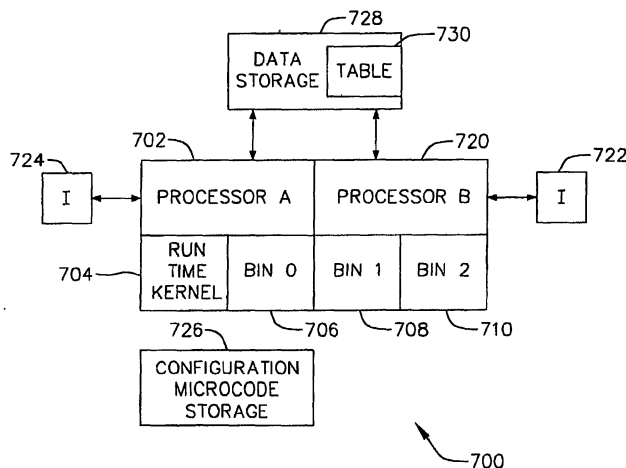 728
730
DATA
STORAGE
TABLE
702
720
724
722
I
PROCESSOR A
PROCESSOR B
I
704
RUN
TIME
KERNEL
BIN 0
BIN 1
BIN 2
726
706
708
710
CONFIGURATION
MICROCODE
STORAGE
700